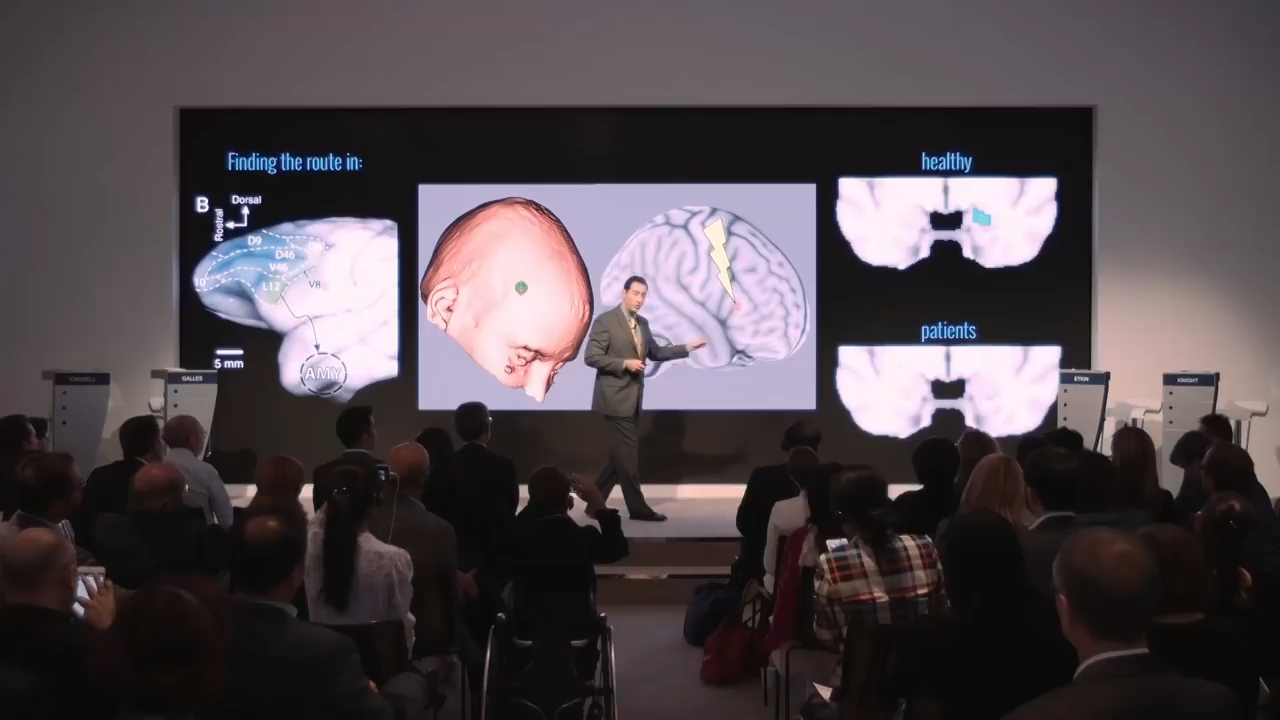 Finding the route in:
healthy
B
Dorsal
Rostral
D9
D46
V46
10
L12
V8
5 mm
AMY
patients
GALLES
ETKIN
KNIGHT